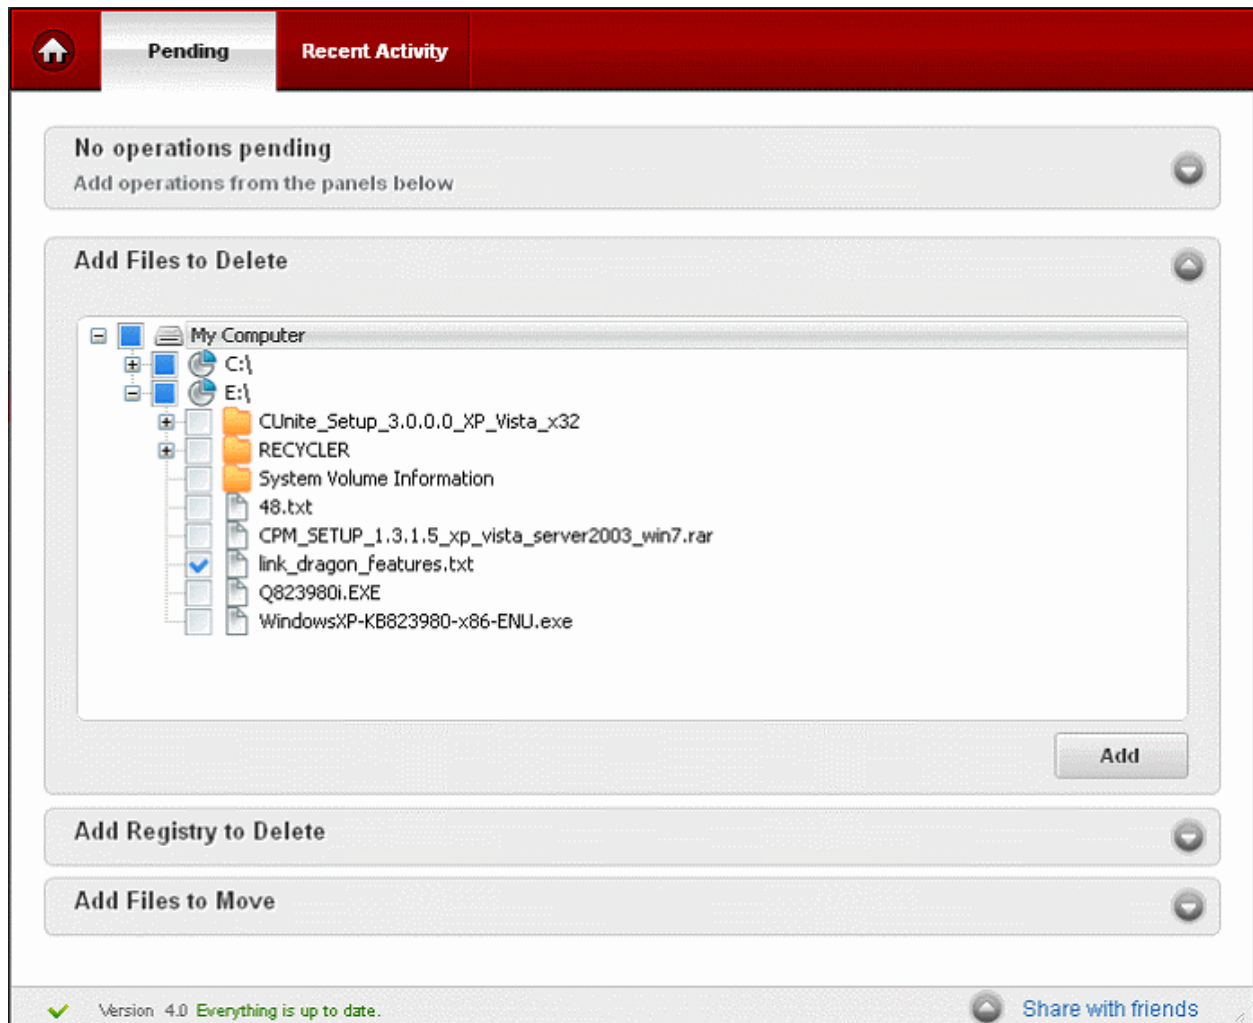 Pending
Recent Activity
No operations pending
Add operations from the panels below
Add Files to Delete
My Computer
C:\
E:\
CUnite_Setup_3.0.0.0_XP_Vista_x32
RECYCLER
System Volume Information
48.txt
CPM_SETUP_1.3.1.5_xp_vista_server2003_win7.rar
link_dragon_features.txt
Q823980i.EXE
WindowsXP-KB823980-x86-ENU.exe
Add
Add Registry to Delete
Add Files to Move
Version 4.0 Everything is up to date.
Share with friends